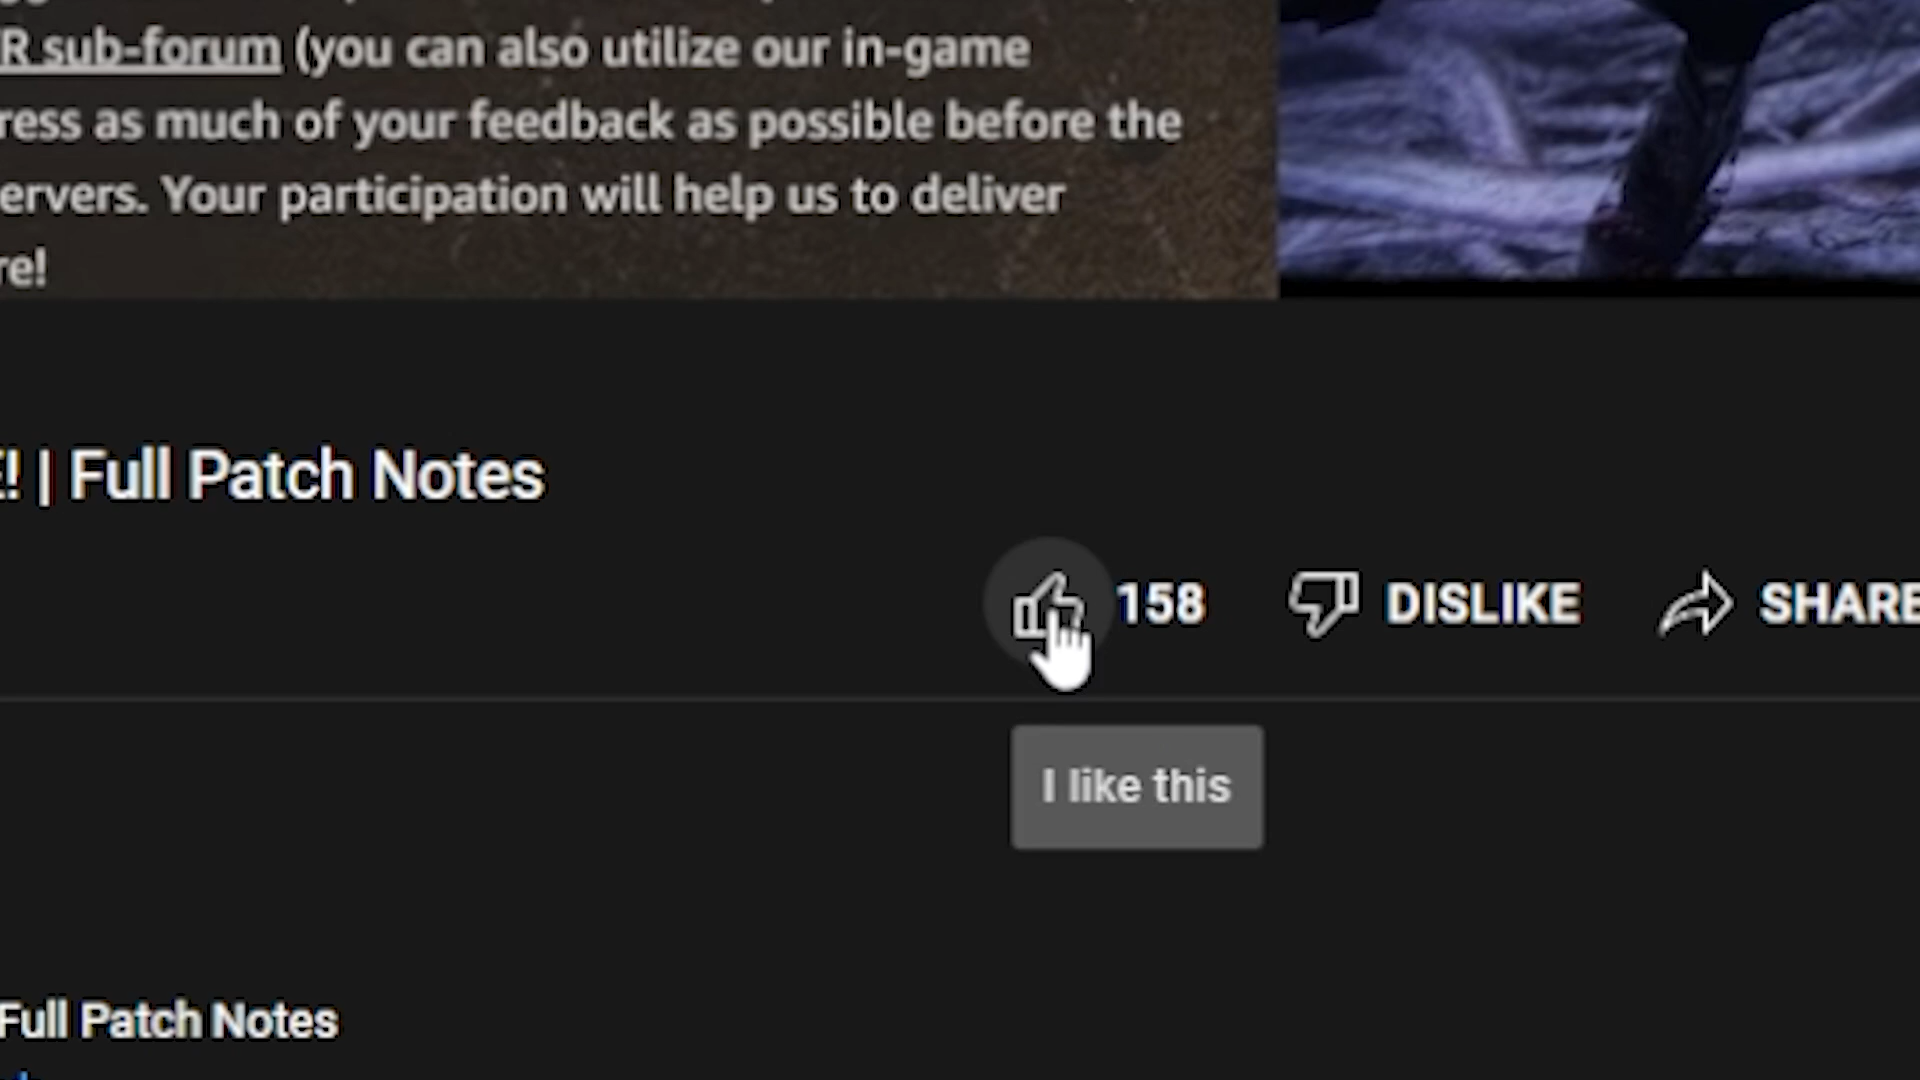 R sub-forum (you can also utilize our in-game
ress as much of your feedback as possible before the
ervers. Your participation will help us to deliver
re!
! | Full Patch Notes
158 DISLIKE SHARE
I like this
Full Patch Notes